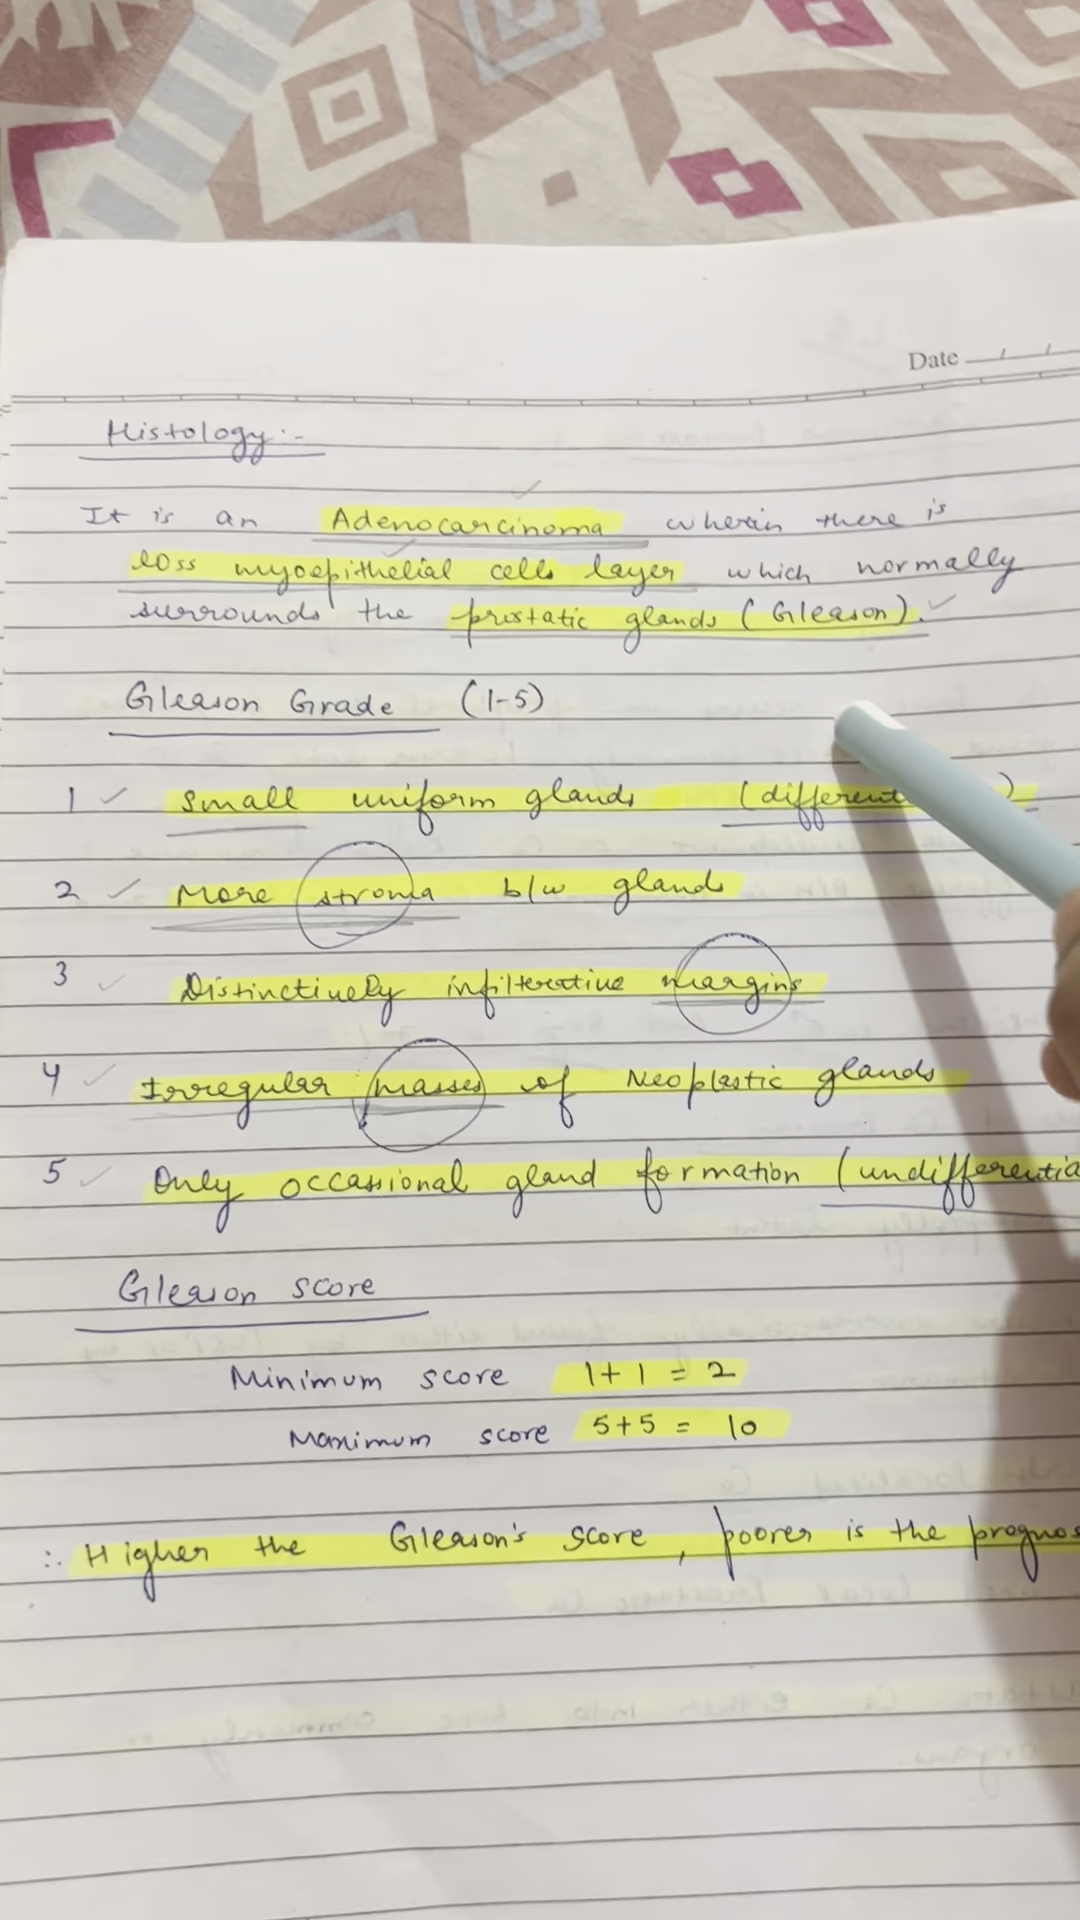 Date
Histology:-
It is an Adenocarcinoma wherin there is
loss myoepithelial cells layer which normally
surrounds the prostatic glands (Gleason).
Gleason Grade (1-5)
1 small uniform glands (different )
2 More stroma b/w glands
3 Distinctively infilterative margins
4 Irregular masses of Neoplastic glands
5 Only occassional gland formation (undifferentia
Gleason score
Minimum score 1+1 = 2
Maximum score 5+5 = 10
∴ Higher the Gleason's score, poorer is the prognos